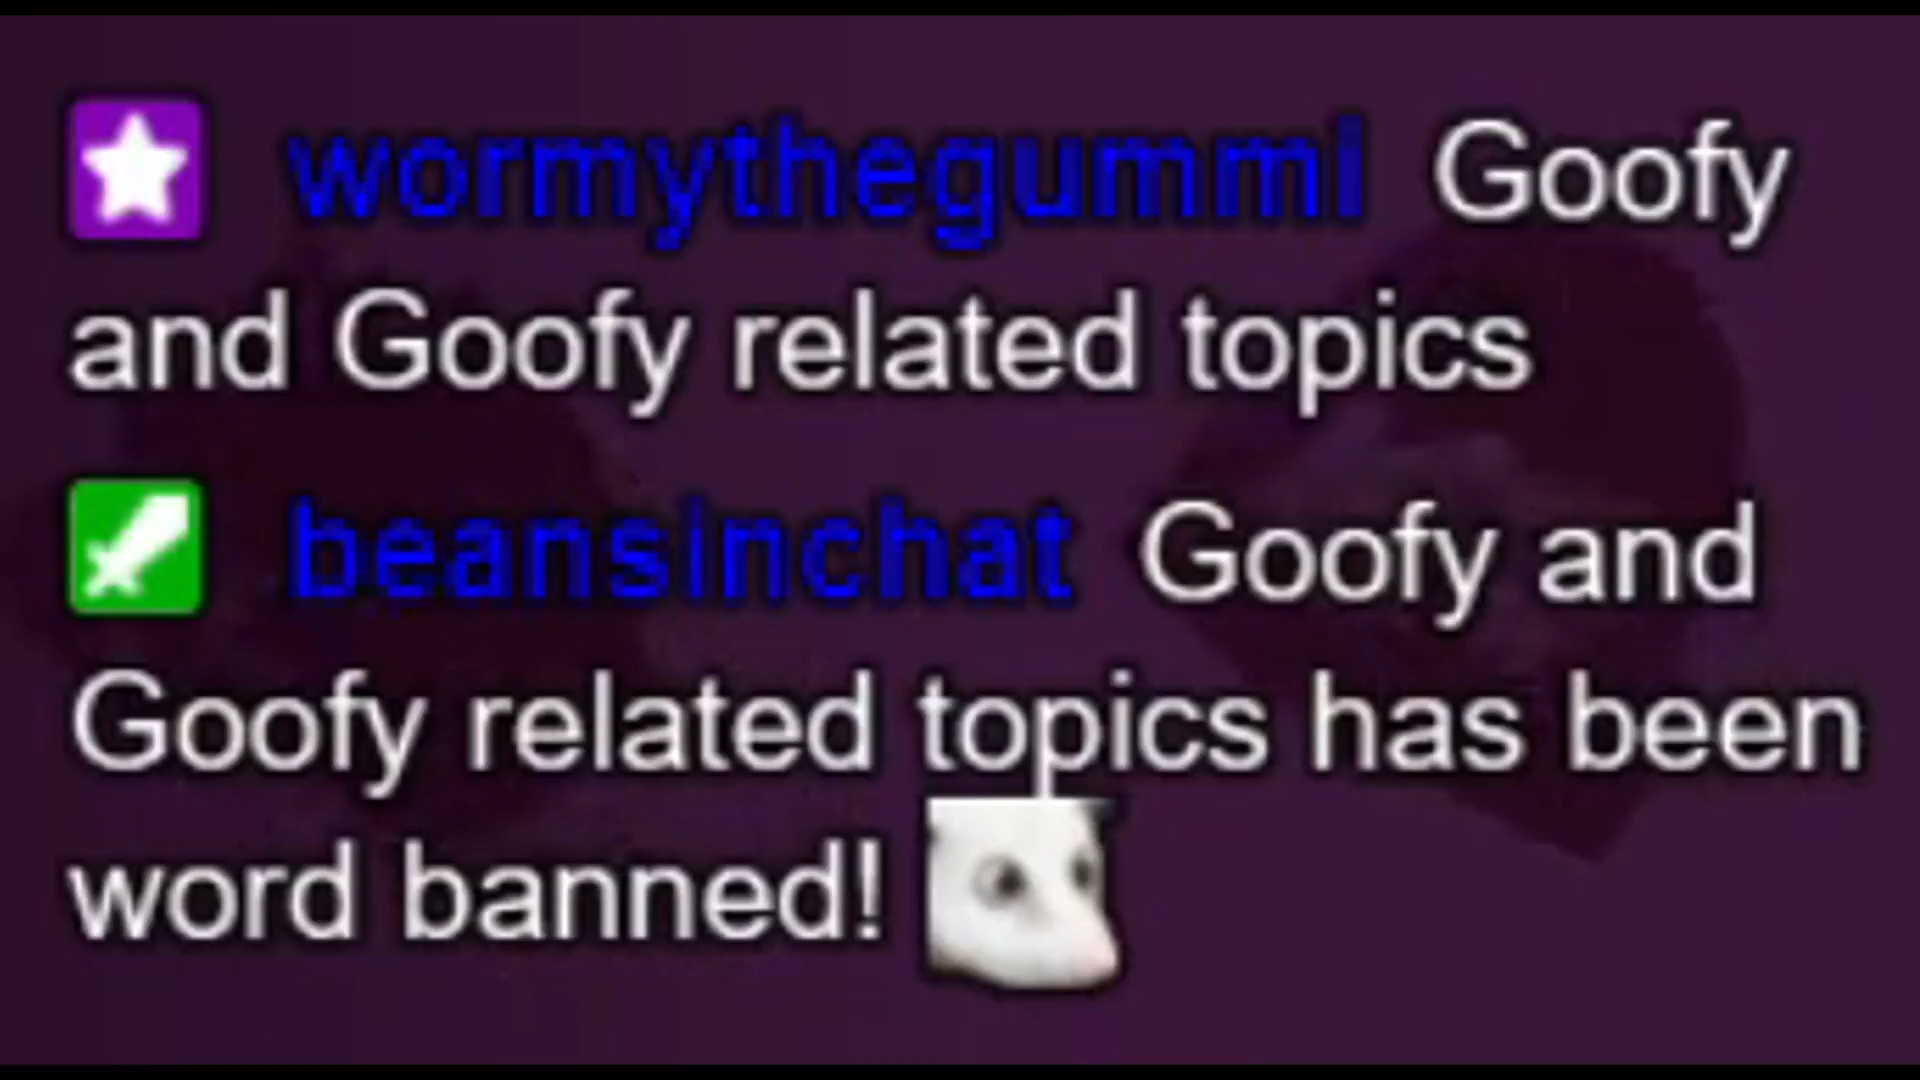 wormythegummi Goofy
and Goofy related topics
beansinchat Goofy and
Goofy related topics has been
word banned!